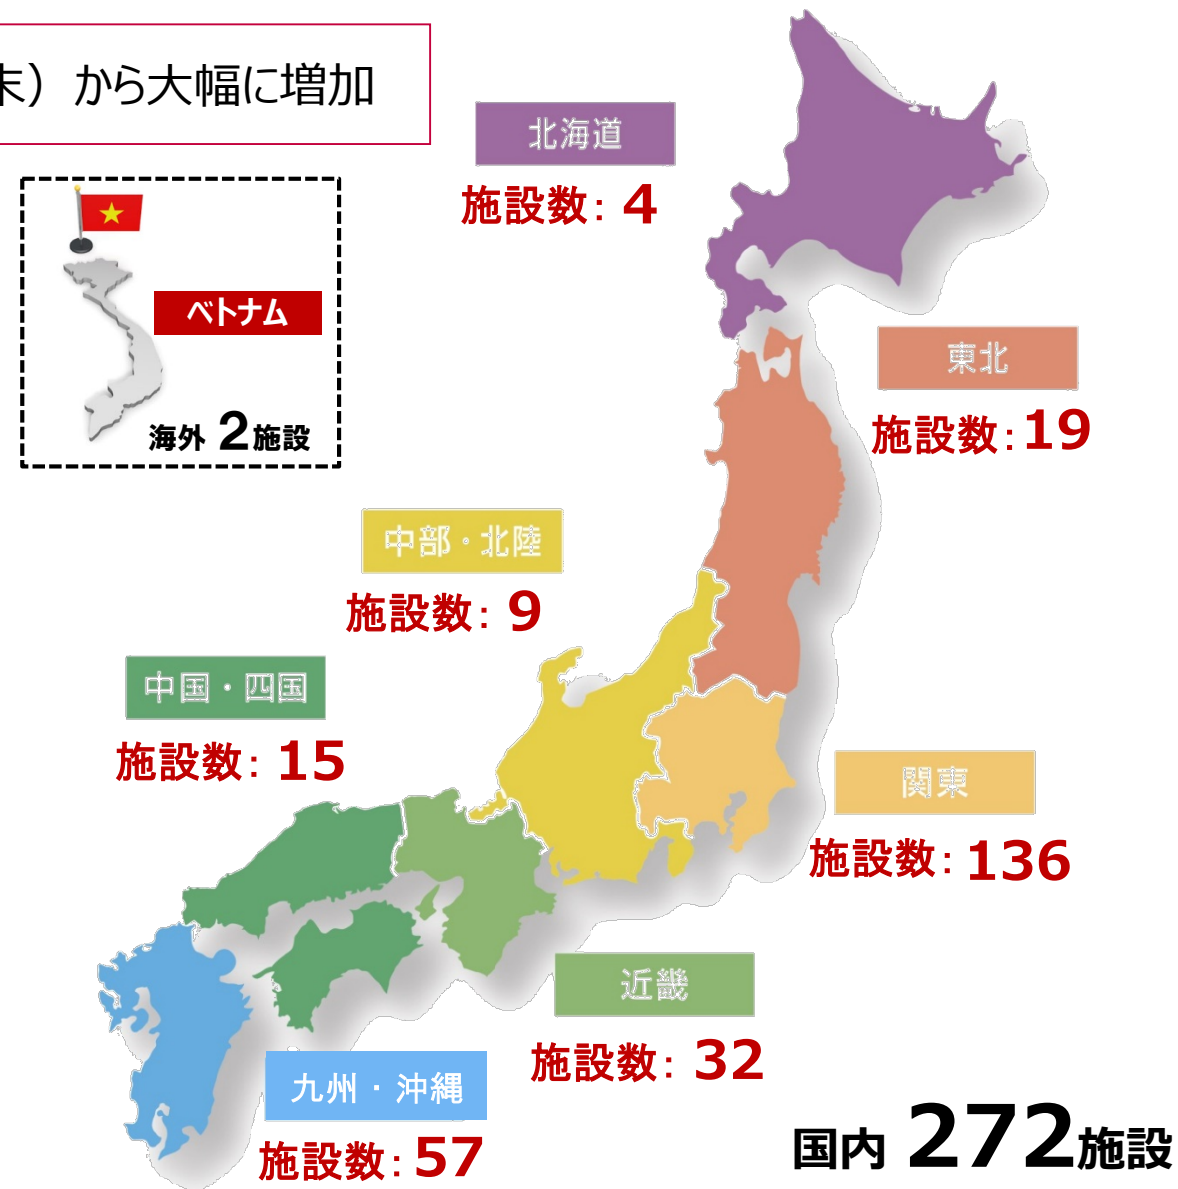 末）から大幅に増加
北海道
施設数： 4
ベトナム
海外 2施設
東北
施設数：19
中部・北陸
施設数： 9
中国・四国
施設数： 15
関東
施設数：136
近畿
施設数： 32
九州・沖縄
施設数：57
国内 272施設